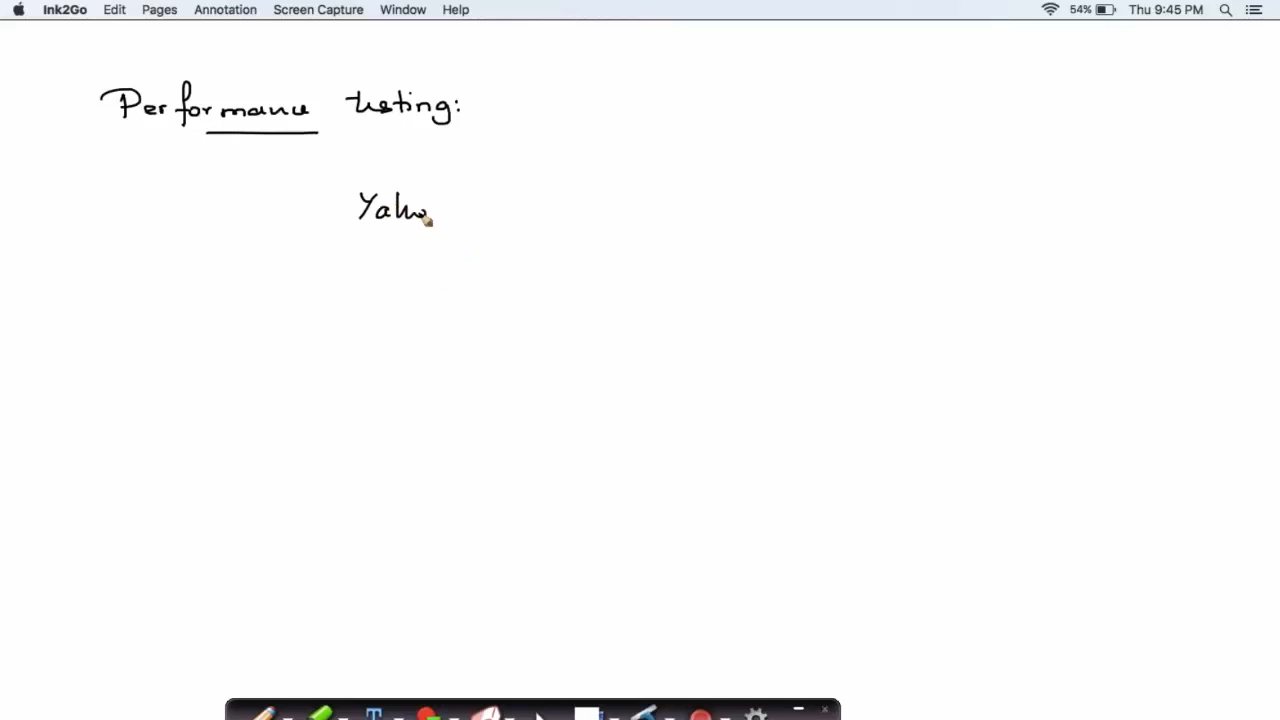 Ink2Go Edit Pages Annotation Screen Capture Window Help 54% Thu 9:45 PM
Performance testing:
Yaho